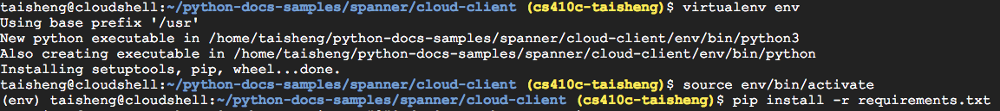 taisheng@cloudshell:~/python-docs-samples/spanner/cloud-client (cs410c-taisheng)$ virtualenv env
Using base prefix '/usr'
New python executable in /home/taisheng/python-docs-samples/spanner/cloud-client/env/bin/python3
Also creating executable in /home/taisheng/python-docs-samples/spanner/cloud-client/env/bin/python
Installing setuptools, pip, wheel...done.
taisheng@cloudshell:~/python-docs-samples/spanner/cloud-client (cs410c-taisheng)$ source env/bin/activate
(env) taisheng@cloudshell:~/python-docs-samples/spanner/cloud-client (cs410c-taisheng)$ pip install -r requirements.txt